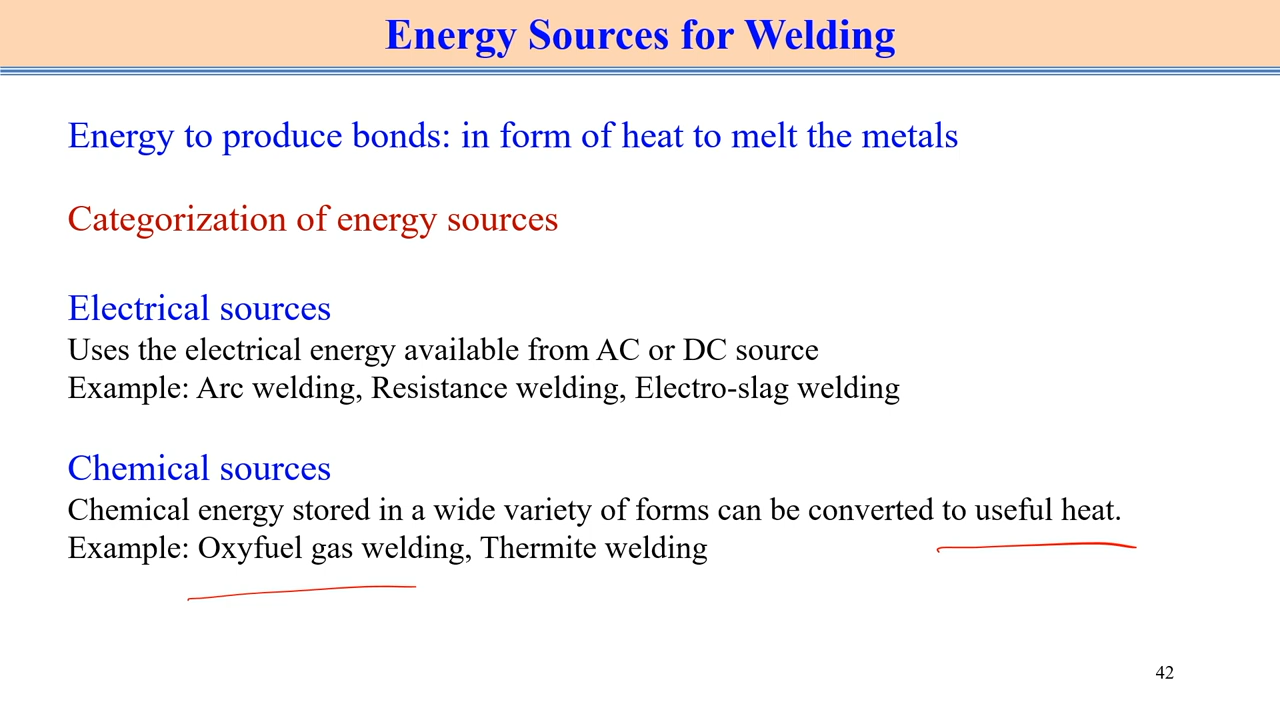 Energy Sources for Welding
Energy to produce bonds: in form of heat to melt the metals
Categorization of energy sources
Electrical sources
Uses the electrical energy available from AC or DC source
Example: Arc welding, Resistance welding, Electro-slag welding
Chemical sources
Chemical energy stored in a wide variety of forms can be converted to useful heat.
Example: Oxyfuel gas welding, Thermite welding
42